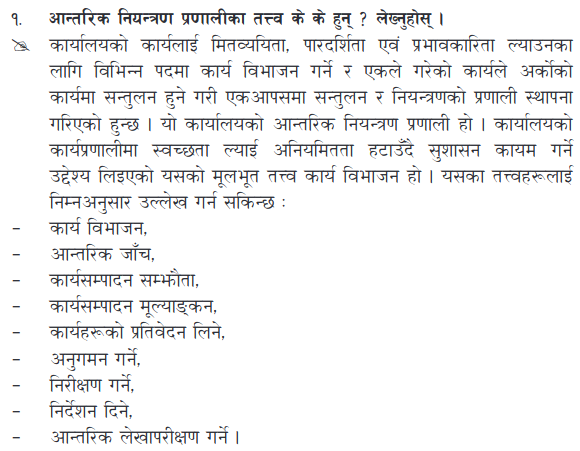 १. आन्तरिक नियन्त्रण प्रणालीका तत्त्व के के हुन् ? लेख्नुहोस् ।
कार्यालयको कार्यलाई मितव्ययिता, पारदर्शिता एवं प्रभावकारिता ल्याउनका
लागि विभिन्न पदमा कार्य विभाजन गर्ने र एकले गरेको कार्यले अर्कोको
कार्यमा सन्तुलन हुने गरी एकआपसमा सन्तुलन र नियन्त्रणको प्रणाली स्थापना
गरिएको हुन्छ । यो कार्यालयको आन्तरिक नियन्त्रण प्रणाली हो । कार्यालयको
कार्यप्रणालीमा स्वच्छता ल्याई अनियमितता हटाउँदै सुशासन कायम गर्ने
उद्देश्य लिइएको यसको मूलभूत तत्त्व कार्य विभाजन हो । यसका तत्त्वहरूलाई
निम्नअनुसार उल्लेख गर्न सकिन्छ :
– कार्य विभाजन,
– आन्तरिक जाँच,
– कार्यसम्पादन सम्झौता,
– कार्यसम्पादन मूल्याङ्कन,
– कार्यहरूको प्रतिवेदन लिने,
– अनुगमन गर्ने,
– निरीक्षण गर्ने,
– निर्देशन दिने,
– आन्तरिक लेखापरीक्षण गर्ने ।